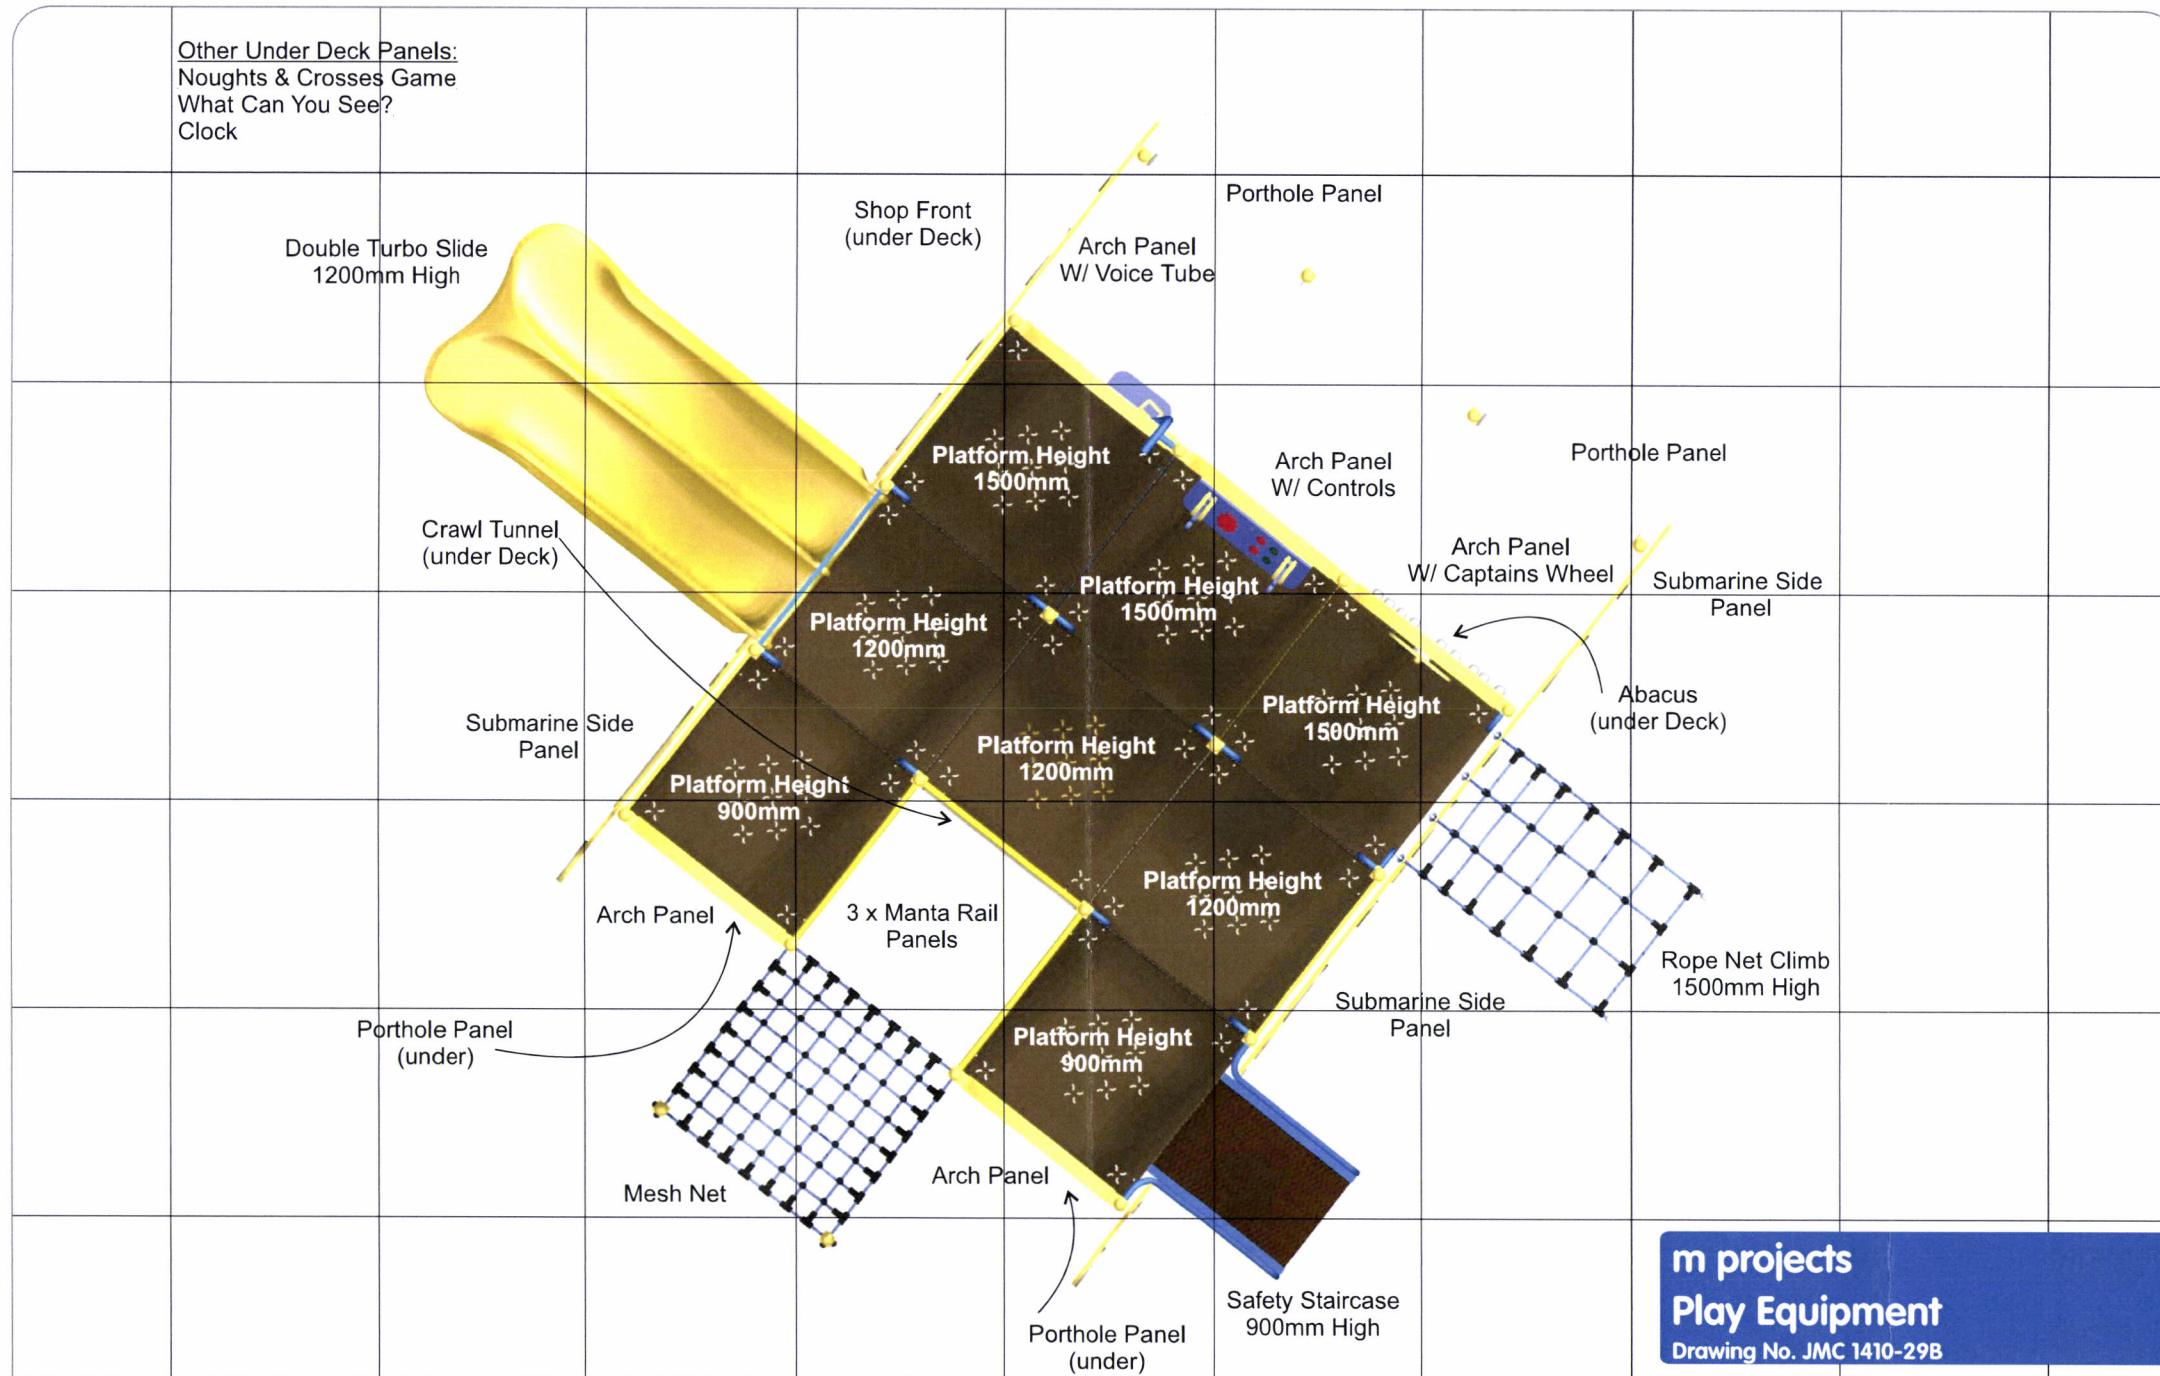 Other Under Deck Panels:
Noughts & Crosses Game
What Can You See?
Clock
Porthole Panel
Shop Front
(under Deck)
Double Turbo Slide
1200mm High
Arch Panel
W/ Voice Tube
Platform Height
1500mm
Arch Panel
W/ Controls
Porthole Panel
Crawl Tunnel
(under Deck)
Arch Panel
W/ Captains Wheel
Submarine Side
Panel
Platform Height
1500mm
Platform Height
1200mm
Abacus
(under Deck)
Platform Height
1500mm
Submarine Side
Panel
Platform Height
1200mm
Platform Height
900mm
Platform Height
1200mm
Arch Panel
3 x Manta Rail
Panels
Rope Net Climb
1500mm High
Submarine Side
Panel
Porthole Panel
(under)
Platform Height
900mm
Arch Panel
Mesh Net
Safety Staircase
900mm High
Porthole Panel
(under)
m projects
Play Equipment
Drawing No. JMC 1410-29B